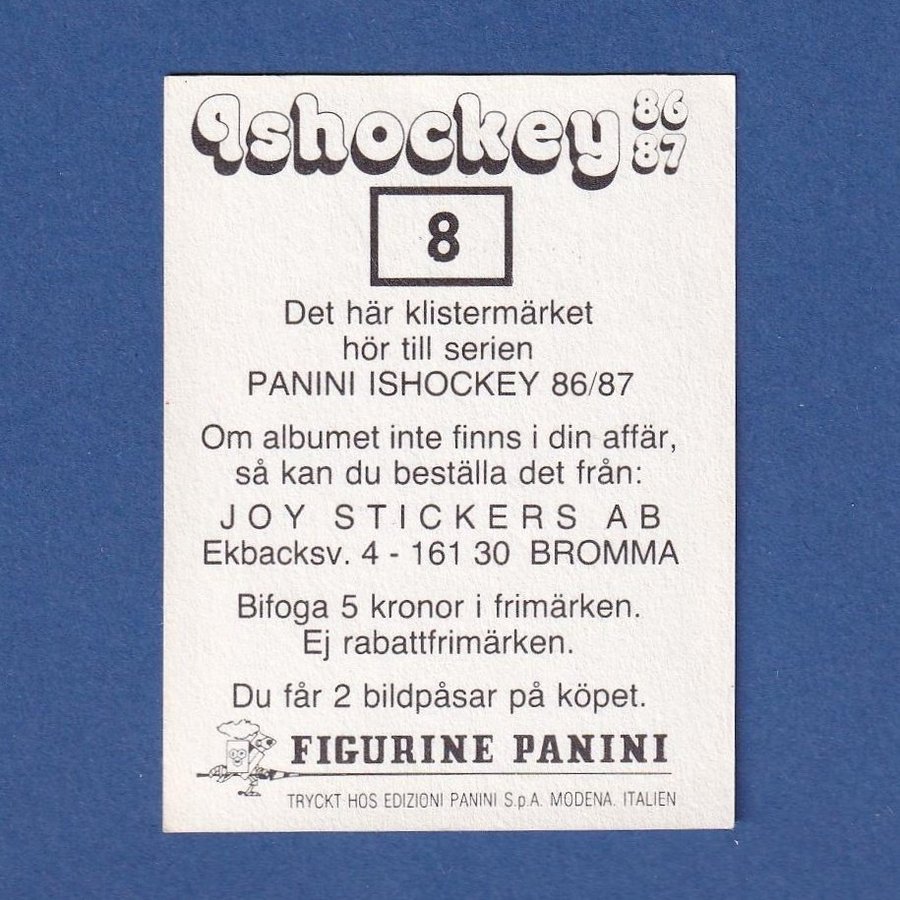 Ishockey 86
87
8
Det här klistermärket
hör till serien
PANINI ISHOCKEY 86/87
Om albumet inte finns i din affär,
så kan du beställa det från:
JOY STICKERS AB
Ekbacksv. 4 - 161 30 BROMMA
Bifoga 5 kronor i frimärken.
Ej rabattfrimärken.
Du får 2 bildpåsar på köpet.
FIGURINE PANINI
TRYCKT HOS EDIZIONI PANINI S.p.A. MODENA. ITALIEN